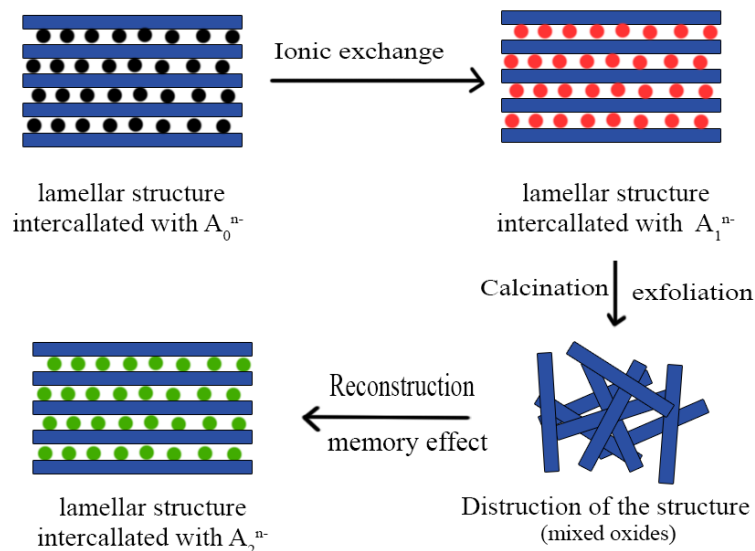 Ionic exchange
lamellar structure
intercallated with A₀ⁿ⁻
lamellar structure
intercallated with A₁ⁿ⁻
Calcination exfoliation
Reconstruction
memory effect
Distruction of the structure
(mixed oxides)
lamellar structure
intercallated with A₂ⁿ⁻